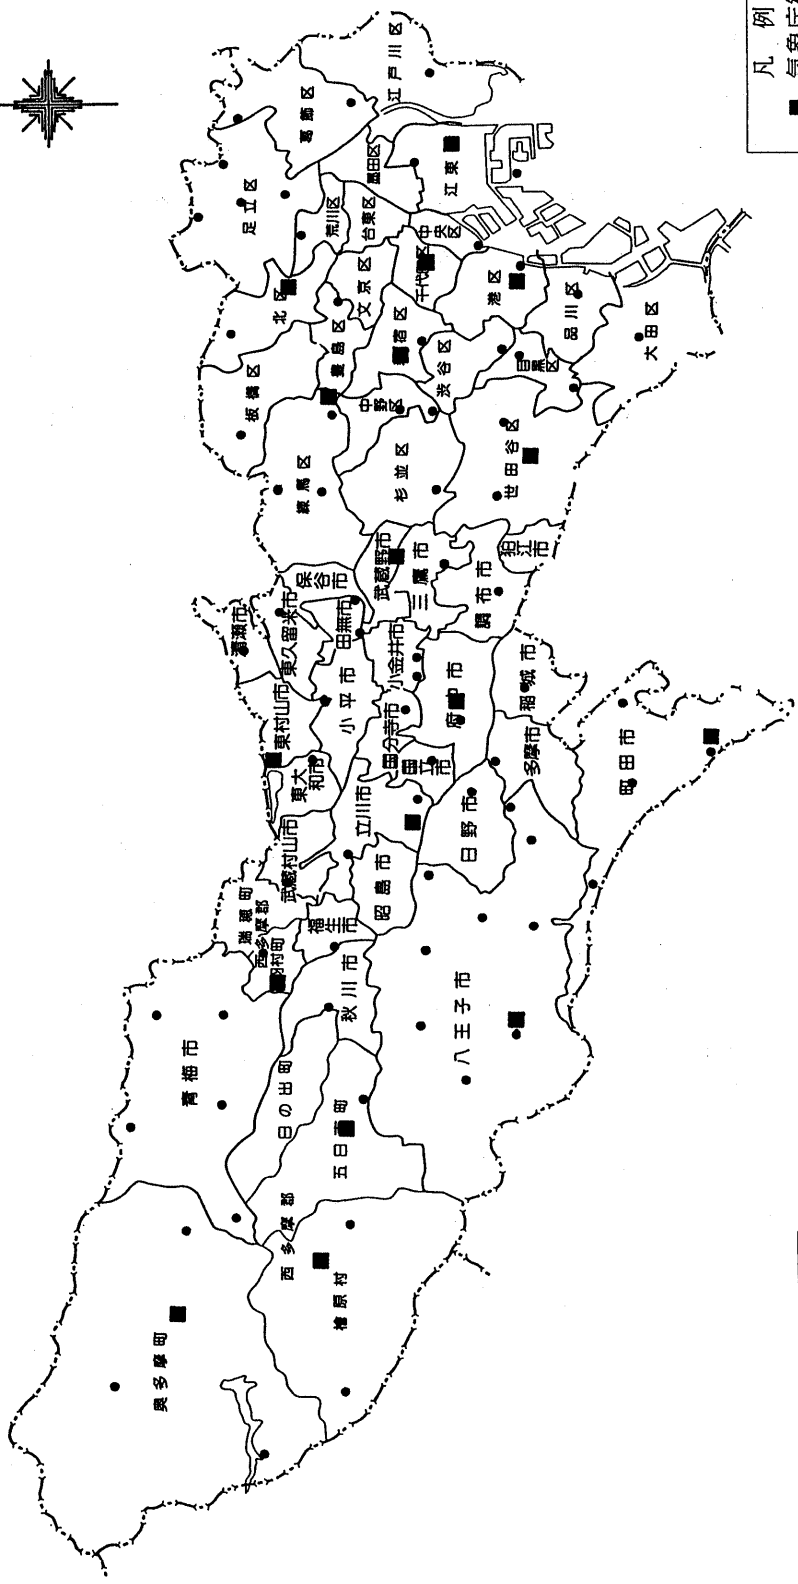 凡 例
■ 気象庁
江戸川区
葛飾区
足立区
墨田区
江東区
荒川区
台東区
中央区
北区
文京区
千代田区
港区
品川区
大田区
板橋区
豊島区
新宿区
渋谷区
目黒区
中野区
練馬区
杉並区
世田谷区
武蔵野市
三鷹市
調布市
狛江市
保谷市
田無市
清瀬市
東久留米市
小金井市
東村山市
小平市
府中市
稲城市
国分寺市
国立市
多摩市
町田市
東大
和市
立川市
日野市
武蔵村山市
昭島市
瑞穂町
西多摩郡
羽村町
福生市
秋川市
八王子市
青梅市
日の出町
五日市町
西多摩郡
檜原村
奥多摩町